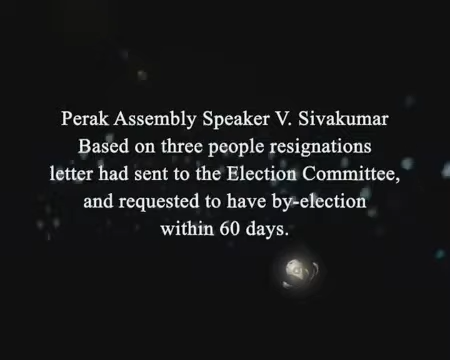 Perak Assembly Speaker V. Sivakumar
Based on three people resignations
letter had sent to the Election Committee,
and requested to have by-election
within 60 days.